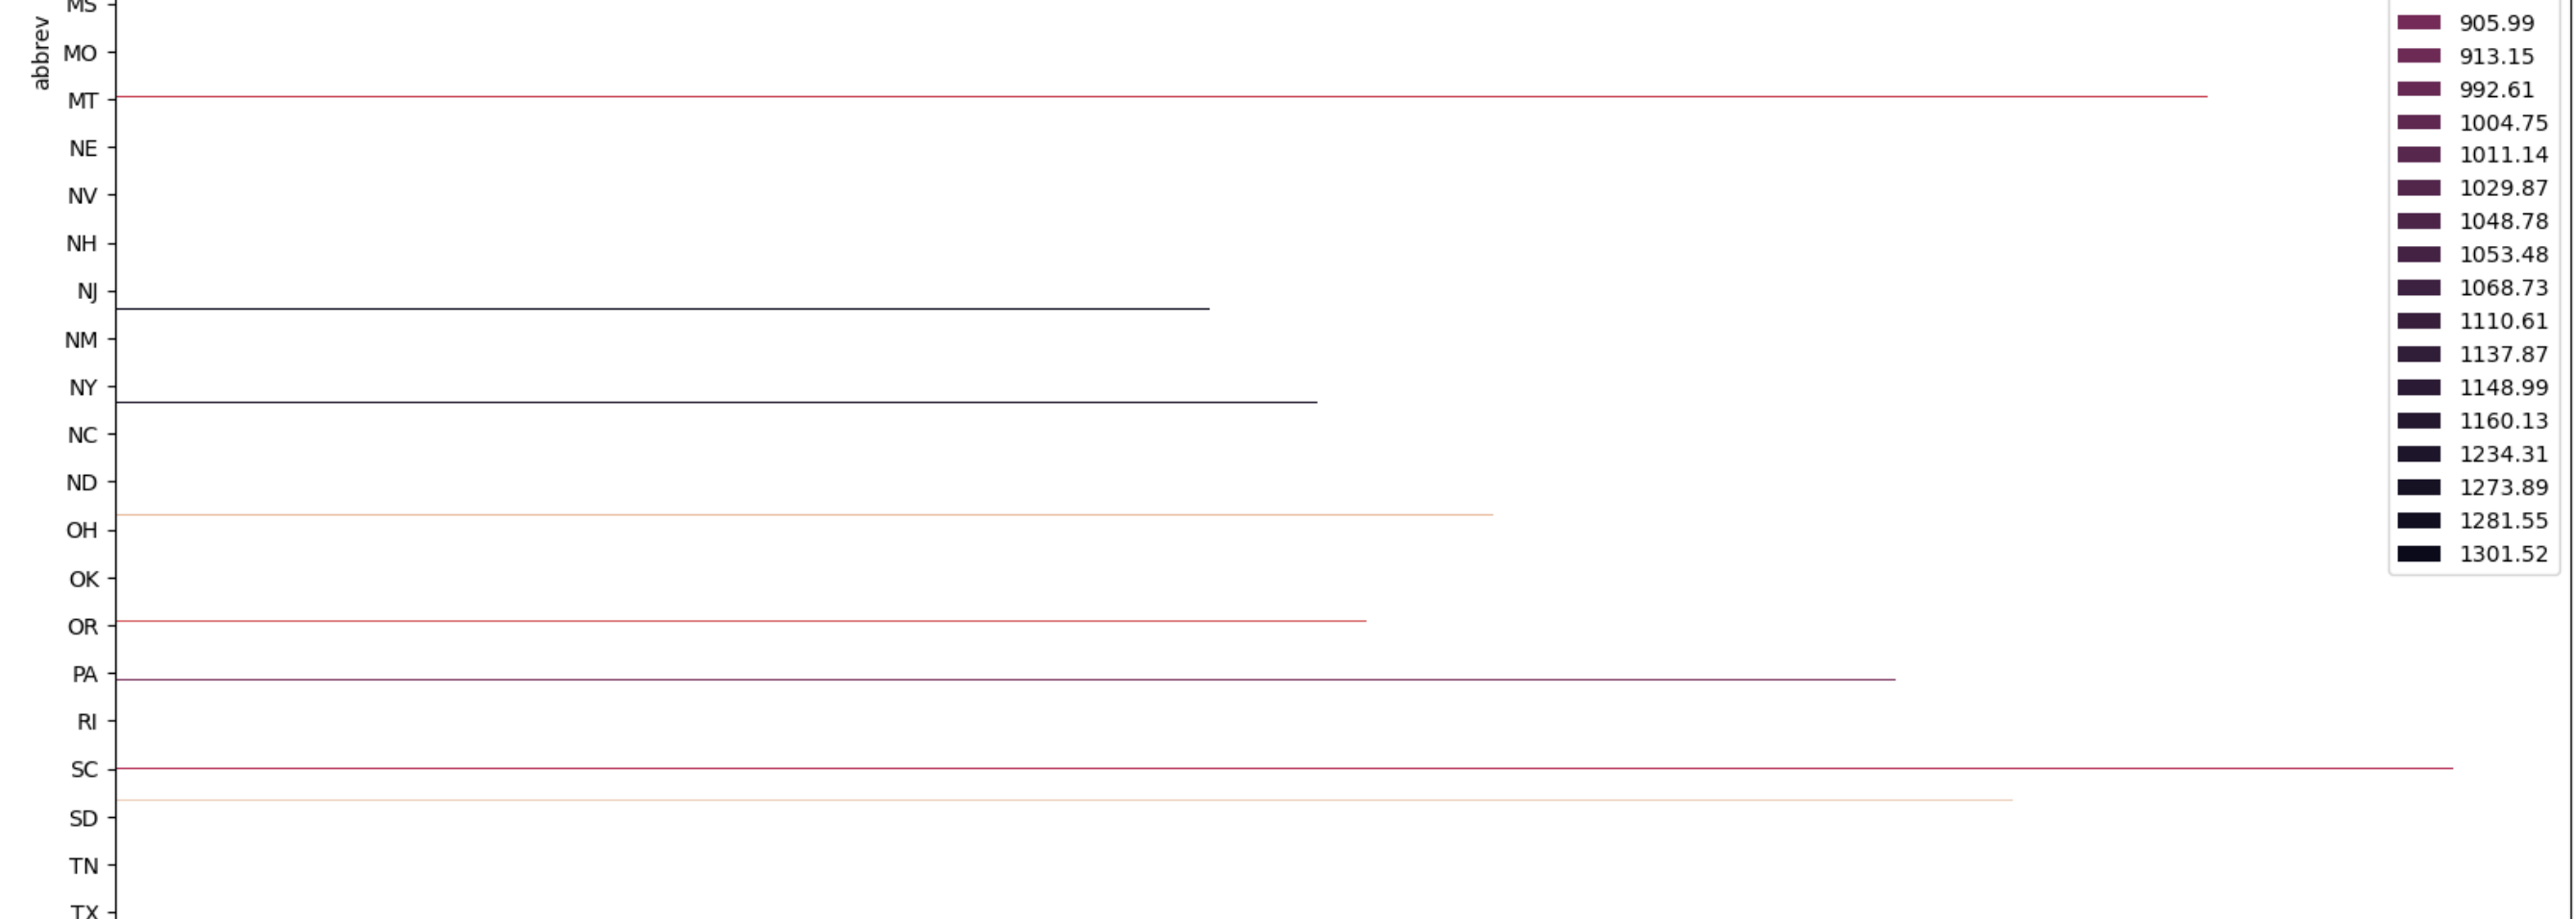 abbrev
MS
MO
MT
NE
NV
NH
NJ
NM
NY
NC
ND
OH
OK
OR
PA
RI
SC
SD
TN
TX
905.99
913.15
992.61
1004.75
1011.14
1029.87
1048.78
1053.48
1068.73
1110.61
1137.87
1148.99
1160.13
1234.31
1273.89
1281.55
1301.52